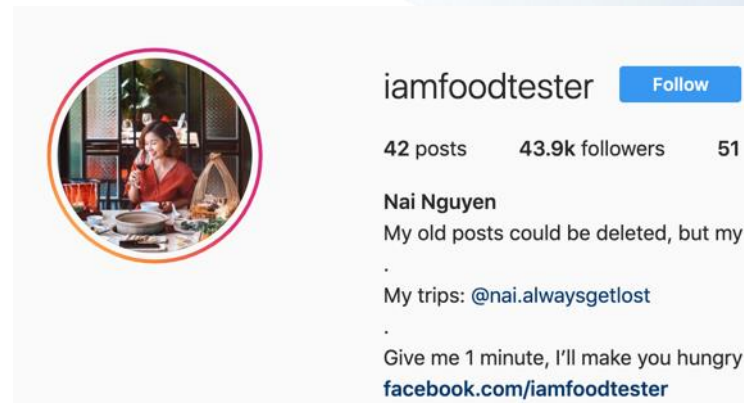 iamfoodtester Follow
42 posts 43.9k followers 51
Nai Nguyen
My old posts could be deleted, but my
.
My trips: @nai.alwaysgetlost
.
Give me 1 minute, I'll make you hungry
facebook.com/iamfoodtester